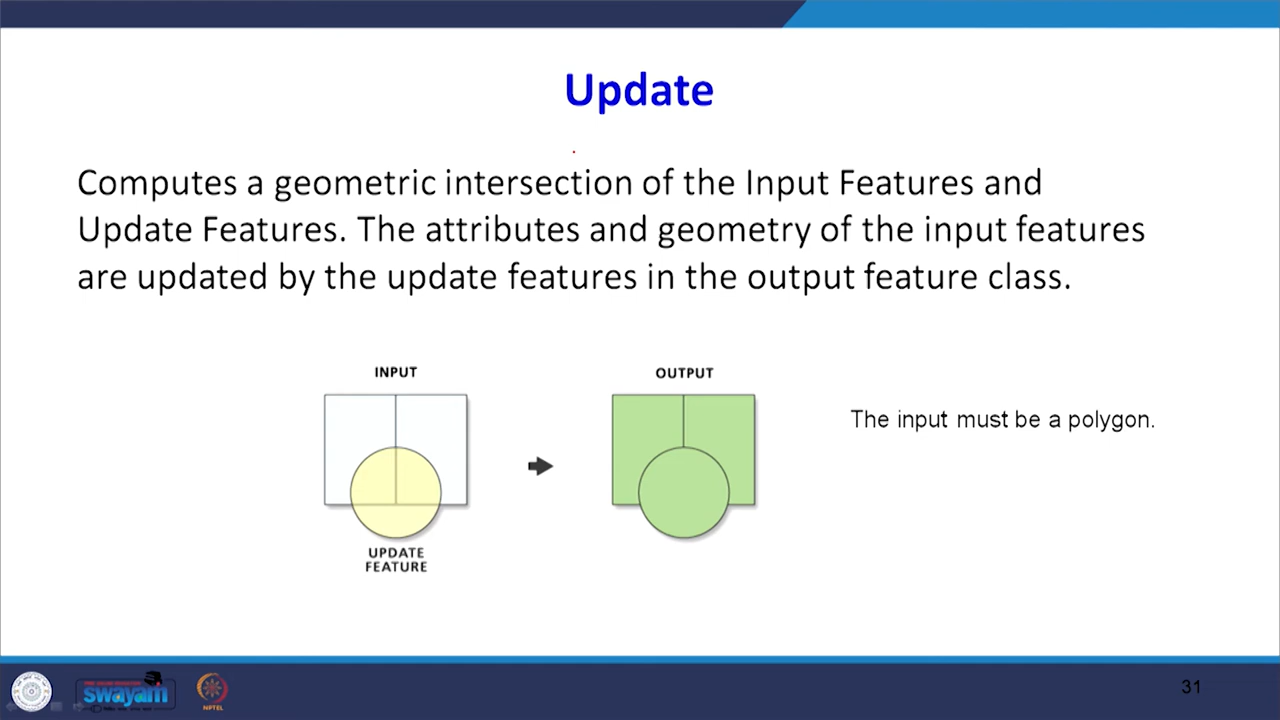 Update
Computes a geometric intersection of the Input Features and
Update Features. The attributes and geometry of the input features
are updated by the update features in the output feature class.
INPUT
OUTPUT
The input must be a polygon.
UPDATE
FEATURE
swayam
NPTEL
31